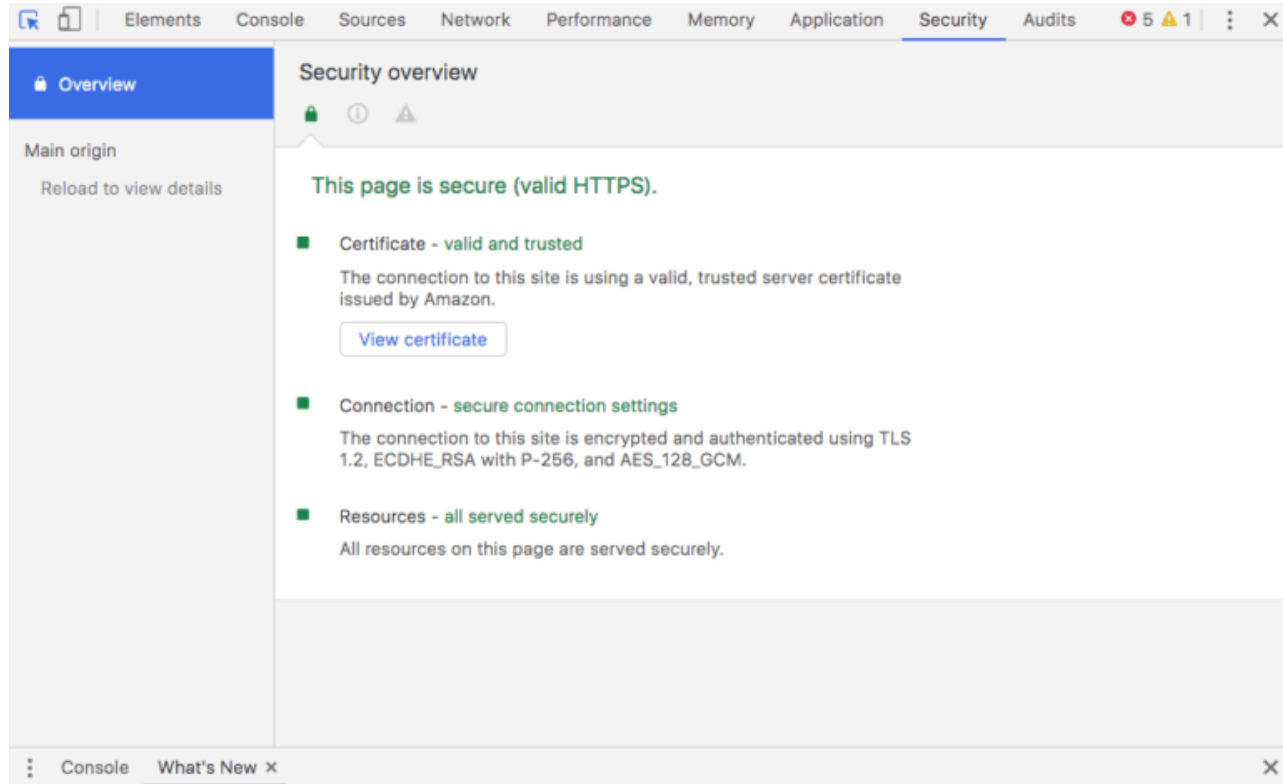 Elements Console Sources Network Performance Memory Application Security Audits 5 1
Overview
Main origin
Reload to view details
Security overview
This page is secure (valid HTTPS).
Certificate - valid and trusted
The connection to this site is using a valid, trusted server certificate
issued by Amazon.
View certificate
Connection - secure connection settings
The connection to this site is encrypted and authenticated using TLS
1.2, ECDHE_RSA with P-256, and AES_128_GCM.
Resources - all served securely
All resources on this page are served securely.
Console What's New